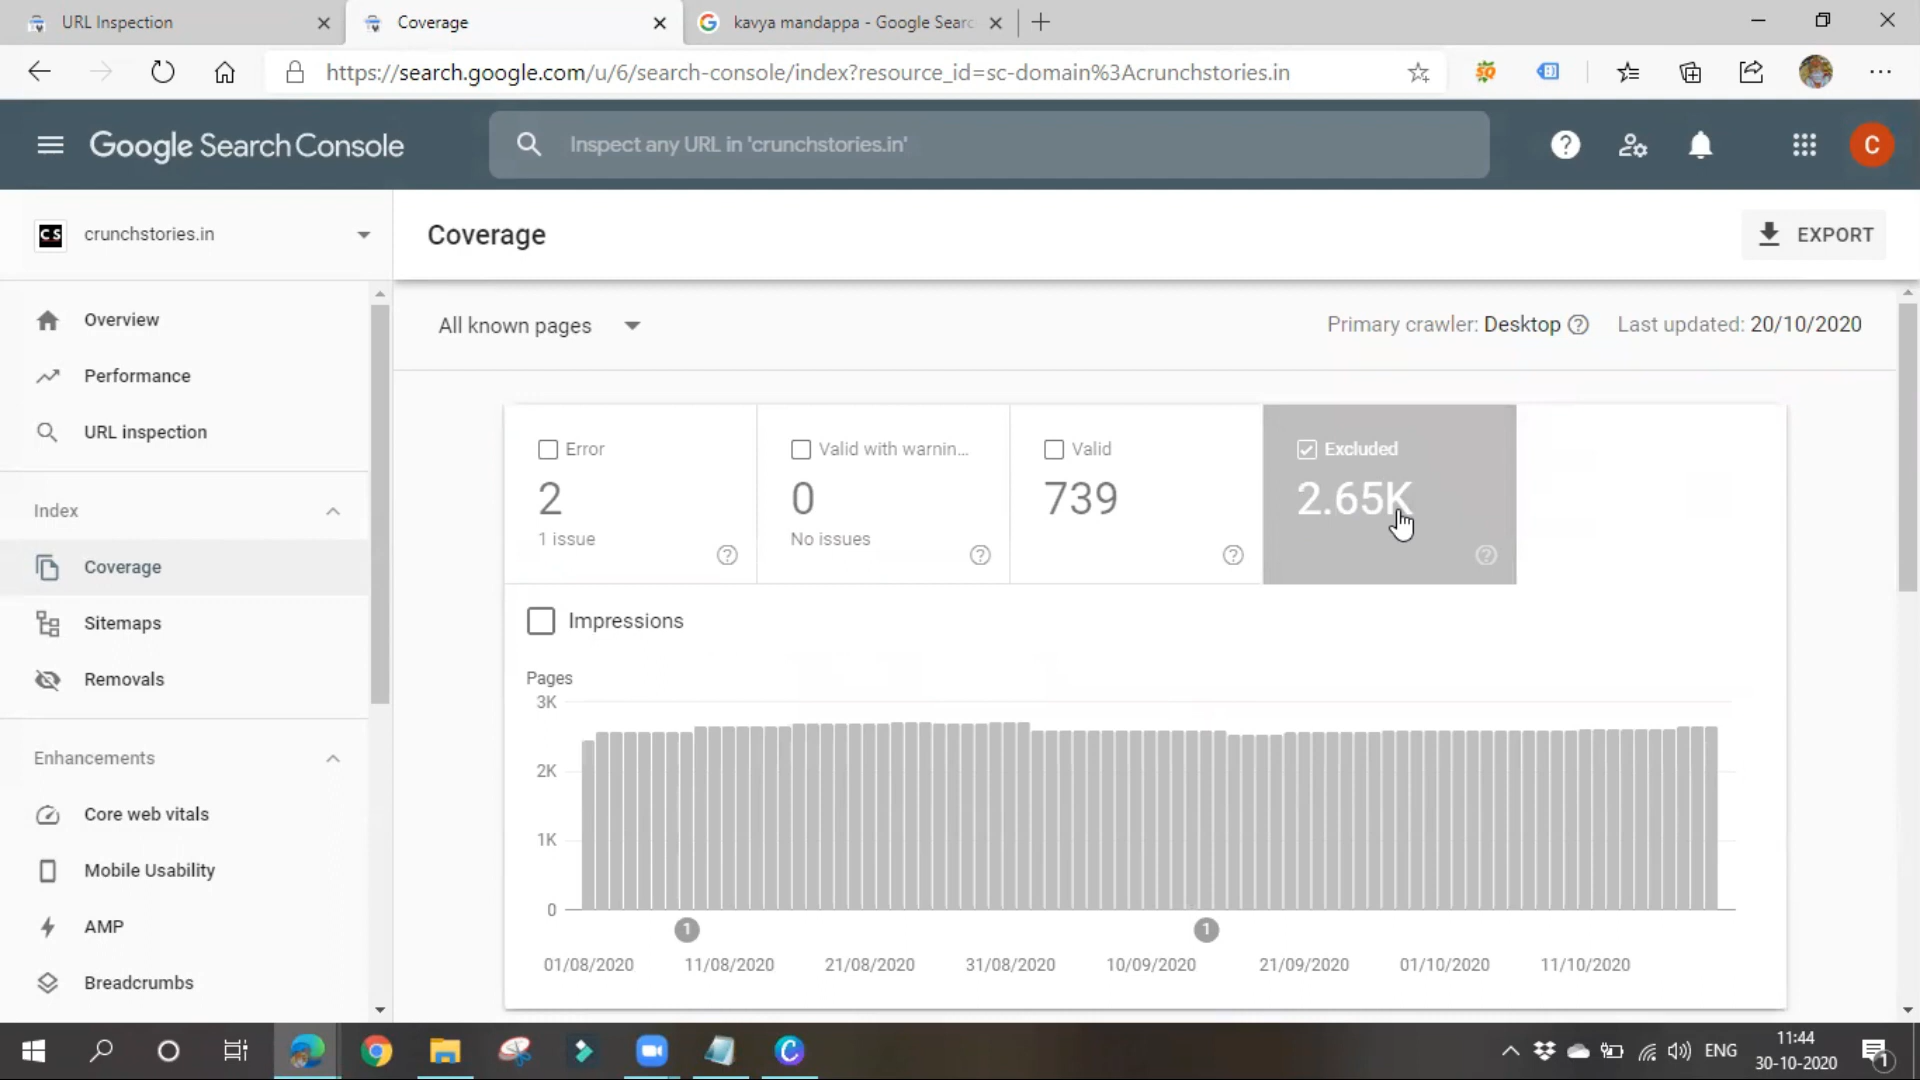 URL Inspection
Coverage
kavya mandappa - Google Searc
https://search.google.com/u/6/search-console/index?resource_id=sc-domain%3Acrunchstories.in
Google Search Console
Inspect any URL in 'crunchstories.in'
C
CS
crunchstories.in
Coverage
EXPORT
Overview
Performance
URL inspection
Index
Coverage
Sitemaps
Removals
Enhancements
Core web vitals
Mobile Usability
AMP
Breadcrumbs
All known pages
Primary crawler: Desktop
Last updated: 20/10/2020
Error
2
1 issue
Valid with warnin...
0
No issues
Valid
739
Excluded
2.65K
Impressions
Pages
3K
2K
1K
0
1
1
01/08/2020
11/08/2020
21/08/2020
31/08/2020
10/09/2020
21/09/2020
01/10/2020
11/10/2020
ENG
11:44
30-10-2020
1